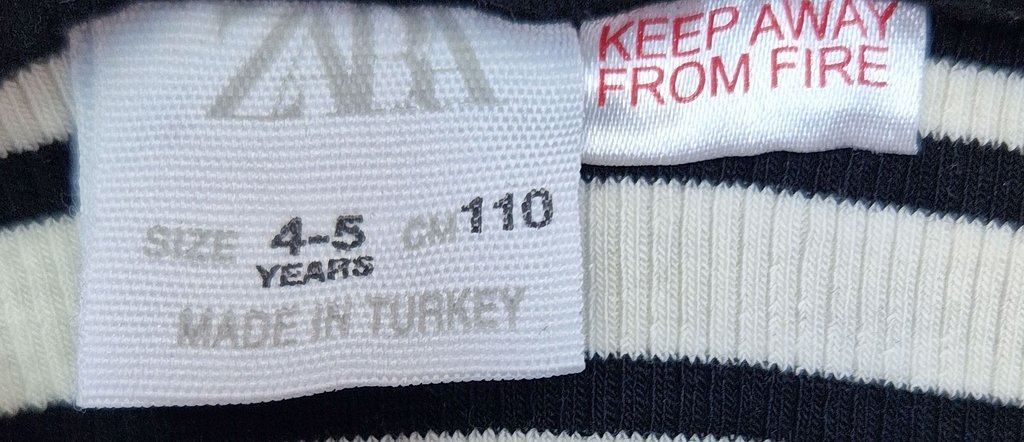 ZARA
SIZE 4-5 CM 110
YEARS
MADE IN TURKEY
KEEP AWAY
FROM FIRE